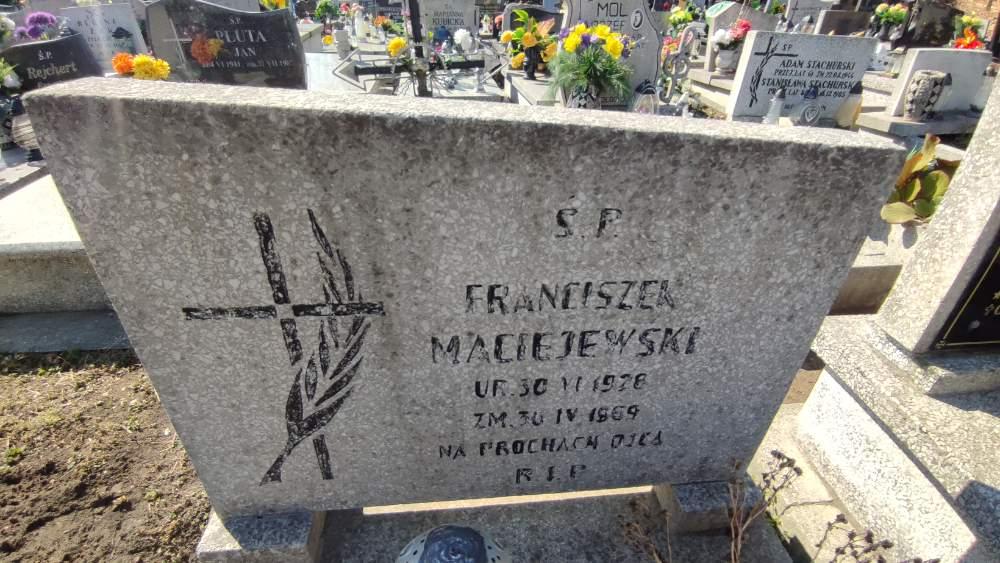 Ś.P.
Rejchert
Ś.P.
PLUTA
JAN
MOL
KUBICA
Ś.P.
ADAM STACHURSKI
STANISŁAWA STACHURSKA
Ś.P.
FRANCISZEK
MACIEJEWSKI
UR.30 VI 1928
ZM.30 IV 1969
NA PROCHACH OJCA
R.I.P